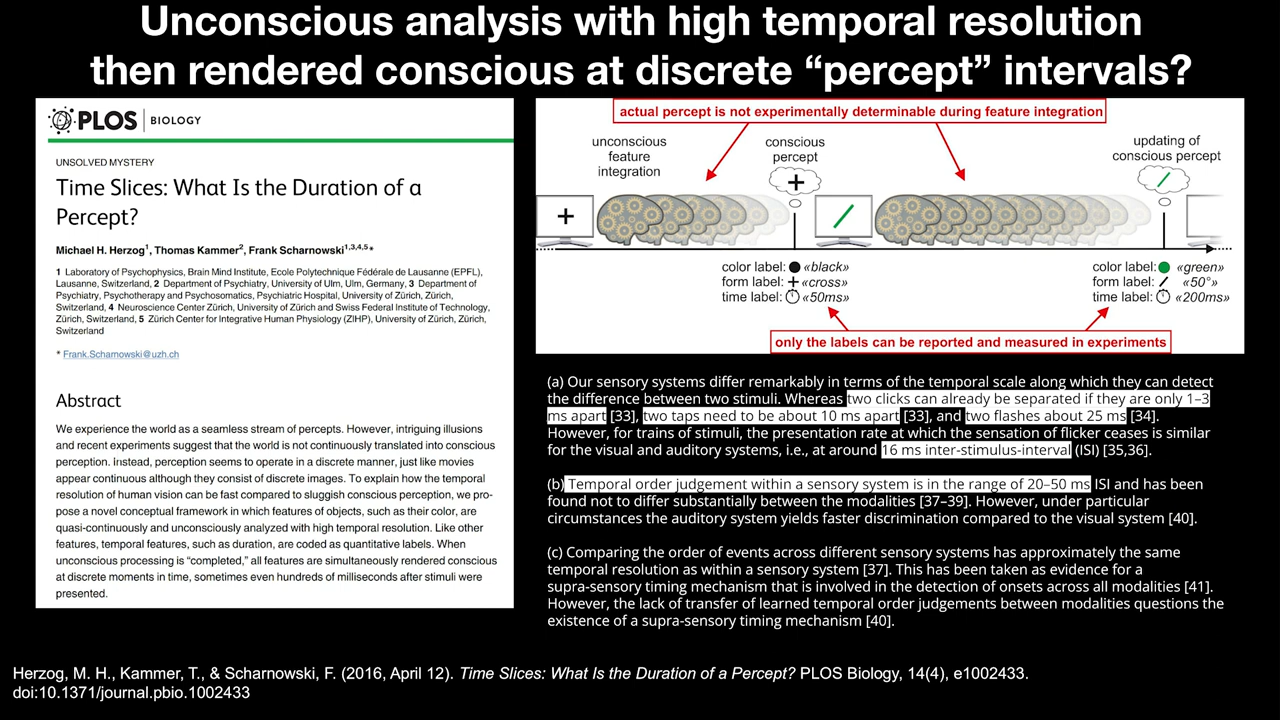 Unconscious analysis with high temporal resolution
then rendered conscious at discrete “percept” intervals?
PLOS | BIOLOGY
UNSOLVED MYSTERY
Time Slices: What Is the Duration of a
Percept?
Michael H. Herzog1, Thomas Kammer2, Frank Scharnowski1,3,4,5*
1 Laboratory of Psychophysics, Brain Mind Institute, Ecole Polytechnique Fédérale de Lausanne (EPFL),
Lausanne, Switzerland, 2 Department of Psychiatry, University of Ulm, Ulm, Germany, 3 Department of
Psychiatry, Psychotherapy and Psychosomatics, Psychiatric Hospital, University of Zürich, Zürich,
Switzerland, 4 Neuroscience Center Zürich, University of Zürich and Swiss Federal Institute of Technology,
Zürich, Switzerland, 5 Zürich Center for Integrative Human Physiology (ZIHP), University of Zürich, Zürich,
Switzerland
* Frank.Scharnowski@uzh.ch
Abstract
We experience the world as a seamless stream of percepts. However, intriguing illusions
and recent experiments suggest that the world is not continuously translated into conscious
perception. Instead, perception seems to operate in a discrete manner, just like movies
appear continuous although they consist of discrete images. To explain how the temporal
resolution of human vision can be fast compared to sluggish conscious perception, we pro-
pose a novel conceptual framework in which features of objects, such as their color, are
quasi-continuously and unconsciously analyzed with high temporal resolution. Like other
features, temporal features, such as duration, are coded as quantitative labels. When
unconscious processing is “completed,” all features are simultaneously rendered conscious
at discrete moments in time, sometimes even hundreds of milliseconds after stimuli were
presented.
actual percept is not experimentally determinable during feature integration
unconscious
feature
integration
conscious
percept
updating of
conscious percept
color label: «black»
form label: «cross»
time label: «50ms»
color label: «green»
form label: «50°»
time label: «200ms»
only the labels can be reported and measured in experiments
(a) Our sensory systems differ remarkably in terms of the temporal scale along which they can detect
the difference between two stimuli. Whereas two clicks can already be separated if they are only 1–3
ms apart [33], two taps need to be about 10 ms apart [33], and two flashes about 25 ms [34].
However, for trains of stimuli, the presentation rate at which the sensation of flicker ceases is similar
for the visual and auditory systems, i.e., at around 16 ms inter-stimulus-interval (ISI) [35,36].
(b) Temporal order judgement within a sensory system is in the range of 20–50 ms ISI and has been
found not to differ substantially between the modalities [37–39]. However, under particular
circumstances the auditory system yields faster discrimination compared to the visual system [40].
(c) Comparing the order of events across different sensory systems has approximately the same
temporal resolution as within a sensory system [37]. This has been taken as evidence for a
supra-sensory timing mechanism that is involved in the detection of onsets across all modalities [41].
However, the lack of transfer of learned temporal order judgements between modalities questions the
existence of a supra-sensory timing mechanism [40].
Herzog, M. H., Kammer, T., & Scharnowski, F. (2016, April 12). Time Slices: What Is the Duration of a Percept? PLOS Biology, 14(4), e1002433.
doi:10.1371/journal.pbio.1002433